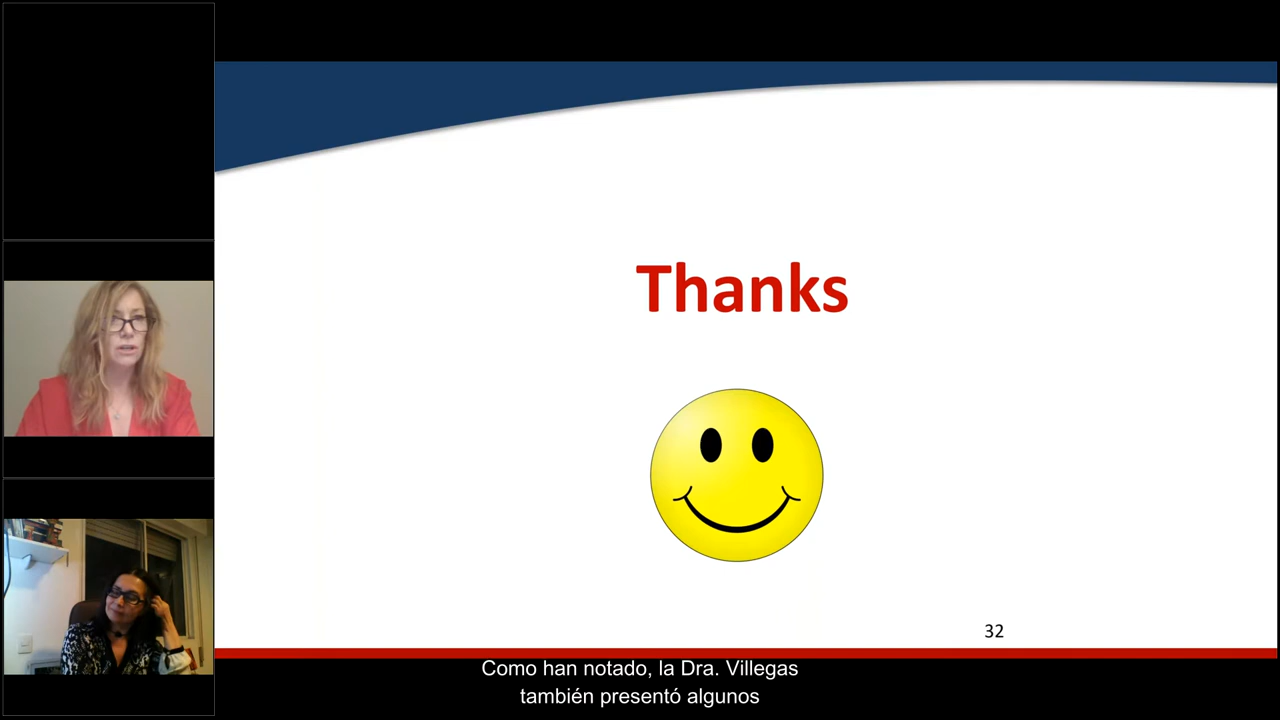 Thanks
32
Como han notado, la Dra. Villegas
también presentó algunos